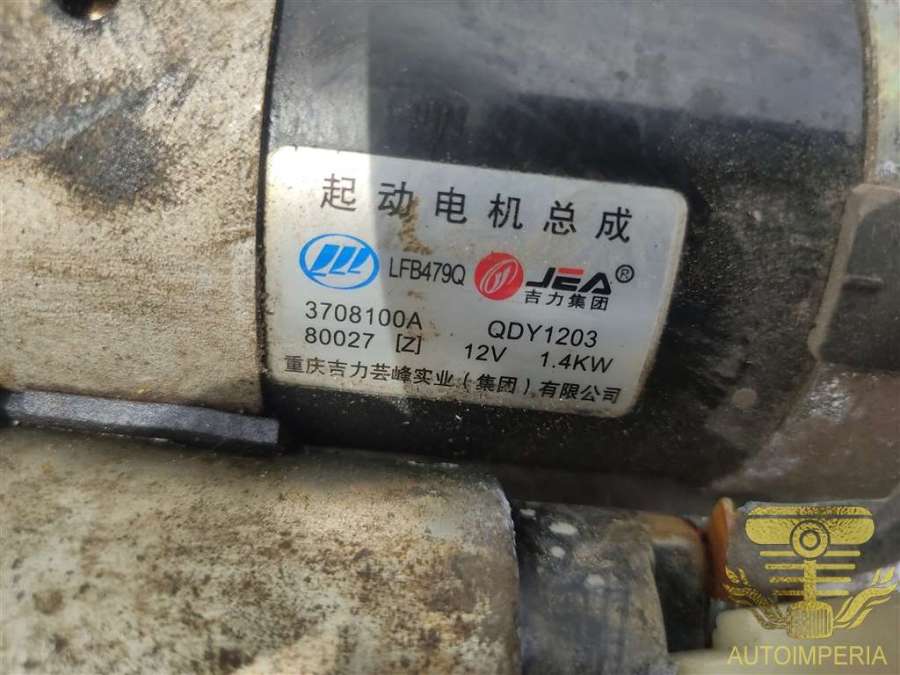 起动电机总成
LFB479Q JEA®
吉力集团
3708100A QDY1203
80027 [Z] 12V 1.4KW
重庆吉力芸峰实业(集团)有限公司
AUTOIMPERIA